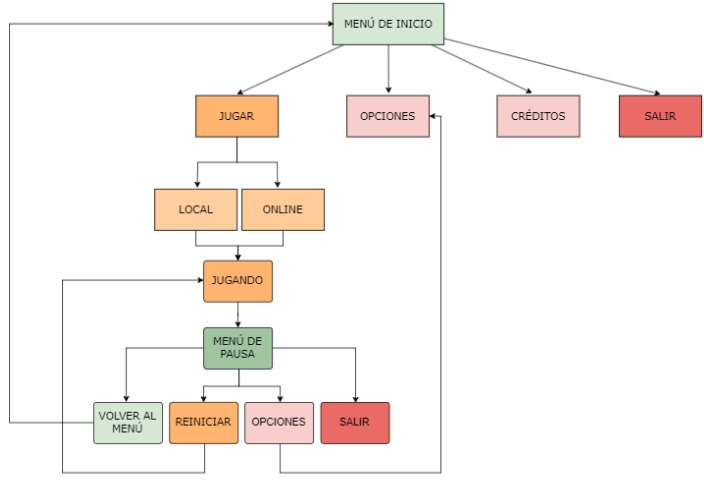 MENÚ DE INICIO
JUGAR
OPCIONES
CRÉDITOS
SALIR
LOCAL
ONLINE
JUGANDO
MENÚ DE
PAUSA
VOLVER AL
MENÚ
REINICIAR
OPCIONES
SALIR